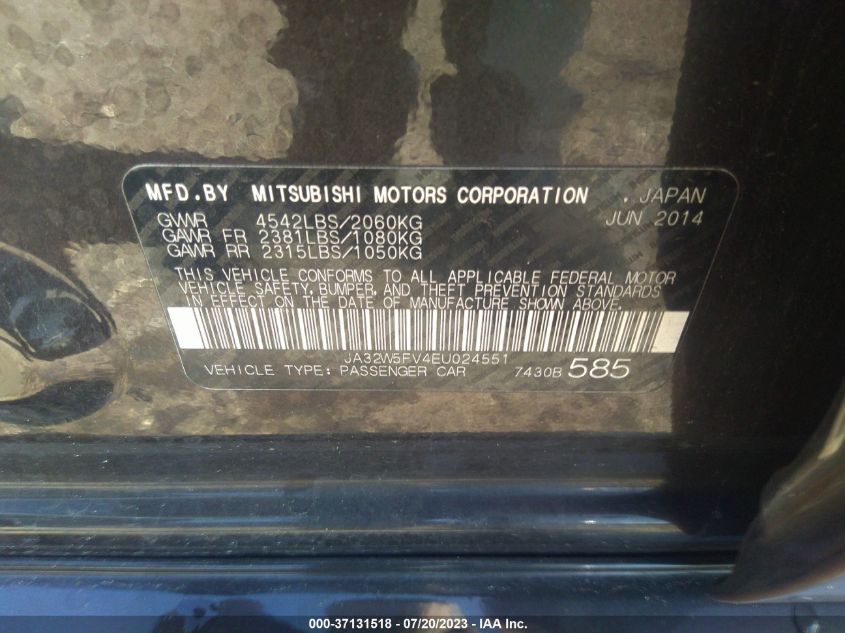 MFD.BY MITSUBISHI MOTORS CORPORATION , JAPAN
GVWR 4542LBS/2060KG JUN 2014
GAWR FR 2381LBS/1080KG
GAWR RR 2315LBS/1050KG
THIS VEHICLE CONFORMS TO ALL APPLICABLE FEDERAL MOTOR
VEHICLE SAFETY, BUMPER, AND THEFT PREVENTION STANDARDS
IN EFFECT ON THE DATE OF MANUFACTURE SHOWN ABOVE.
JA32W5FV4EU024551
VEHICLE TYPE: PASSENGER CAR 7430B 585
000-37131518 - 07/20/2023 - IAA Inc.